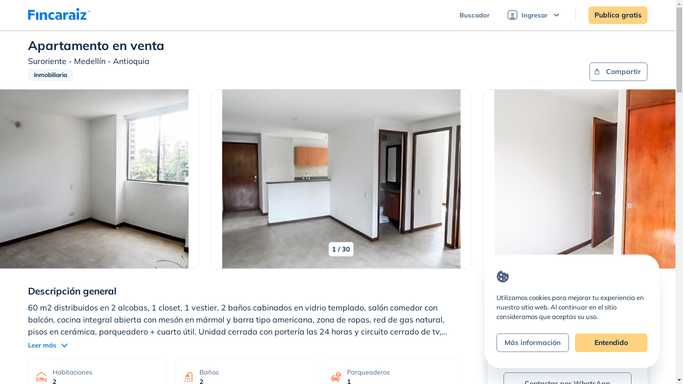 Fincaraiz
Buscador
Ingresar
Publica gratis
Apartamento en venta
Suroriente - Medellín - Antioquia
Inmobiliaria
Compartir
1 / 30
Descripción general
60 m2 distribuidos en 2 alcobas, 1 closet, 1 vestier, 2 baños cabinados en vidrio templado, salón comedor con
balcón, cocina integral abierta con mesón en mármol y barra tipo americana, zona de ropas, red de gas natural,
pisos en cerámica, parqueadero + cuarto útil. Unidad cerrada con portería las 24 horas y circuito cerrado de tv,...
Leer más
Habitaciones
2
Baños
2
Parqueaderos
1
Utilizamos cookies para mejorar tu experiencia en
nuestro sitio web. Al continuar en el sitio
consideramos que aceptas su uso.
Más información
Entendido
Contactar por WhatsApp